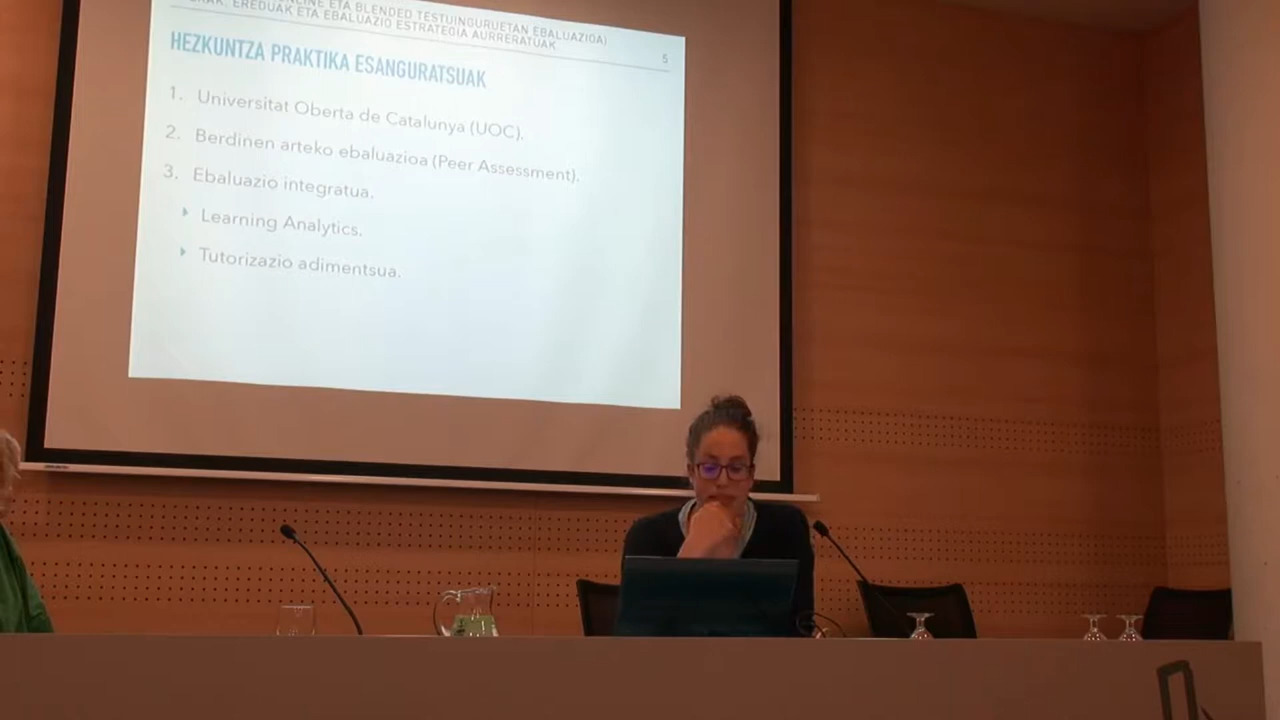 ONLINE ETA BLENDED TESTUINGURUETAN EBALUAZIOA)
EREDUAK ETA EBALUAZIO ESTRATEGIA AURRERATUAK
5
HEZKUNTZA PRAKTIKA ESANGURATSUAK
1. Universitat Oberta de Catalunya (UOC).
2. Berdinen arteko ebaluazioa (Peer Assessment).
3. Ebaluazio integratua.
Learning Analytics.
Tutorizazio adimentsua.